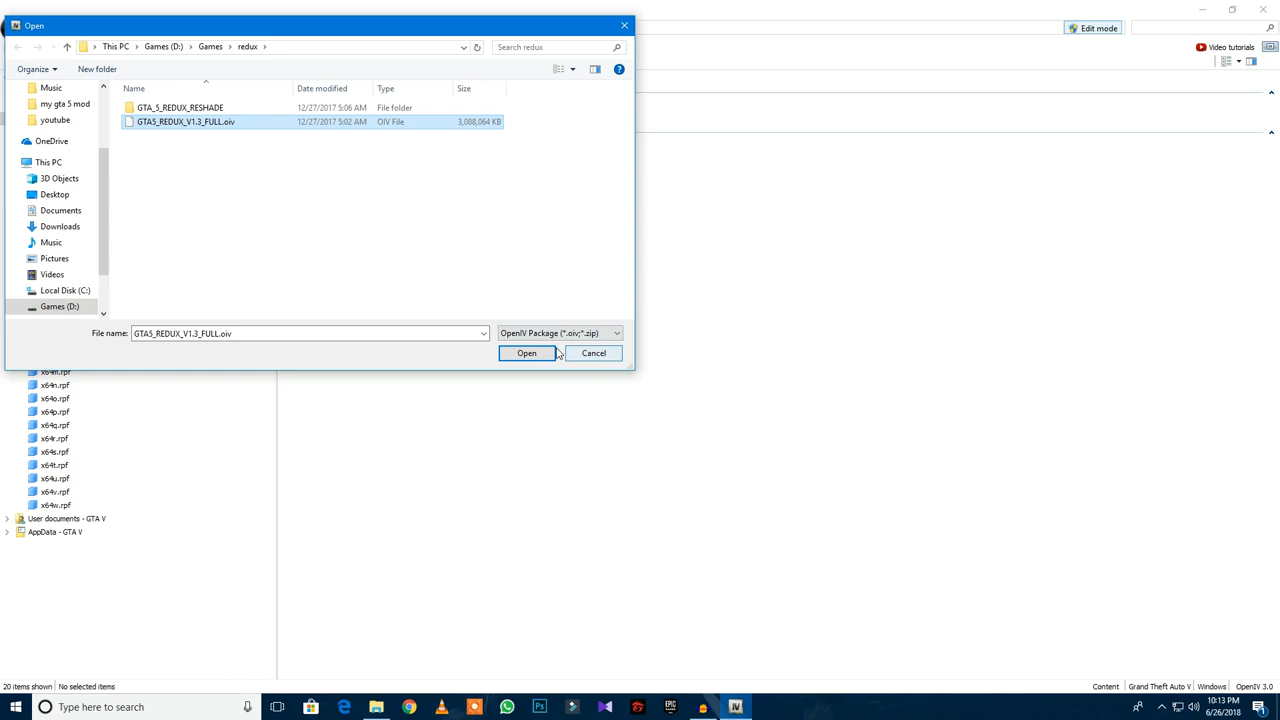 Open
This PC > Games (D:) > Games > redux >
Search redux
Edit mode
Video tutorials
Organize
New folder
Music
my gta 5 mod
youtube
OneDrive
This PC
3D Objects
Desktop
Documents
Downloads
Music
Pictures
Videos
Local Disk (C:)
Games (D:)
Name Date modified Type Size
GTA_5_REDUX_RESHADE 12/27/2017 5:06 AM File folder
GTA5_REDUX_V1.3_FULL.oiv 12/27/2017 5:02 AM OIV File 3,088,064 KB
File name: GTA5_REDUX_V1.3_FULL.oiv
OpenIV Package (*.oiv;*.zip)
Open
Cancel
x64m.rpf
x64n.rpf
x64o.rpf
x64p.rpf
x64q.rpf
x64r.rpf
x64s.rpf
x64t.rpf
x64u.rpf
x64v.rpf
x64w.rpf
User documents - GTA V
AppData - GTA V
20 items shown No selected items
Content Grand Theft Auto V Windows OpenIV 3.0
Type here to search
10:13 PM
6/26/2018